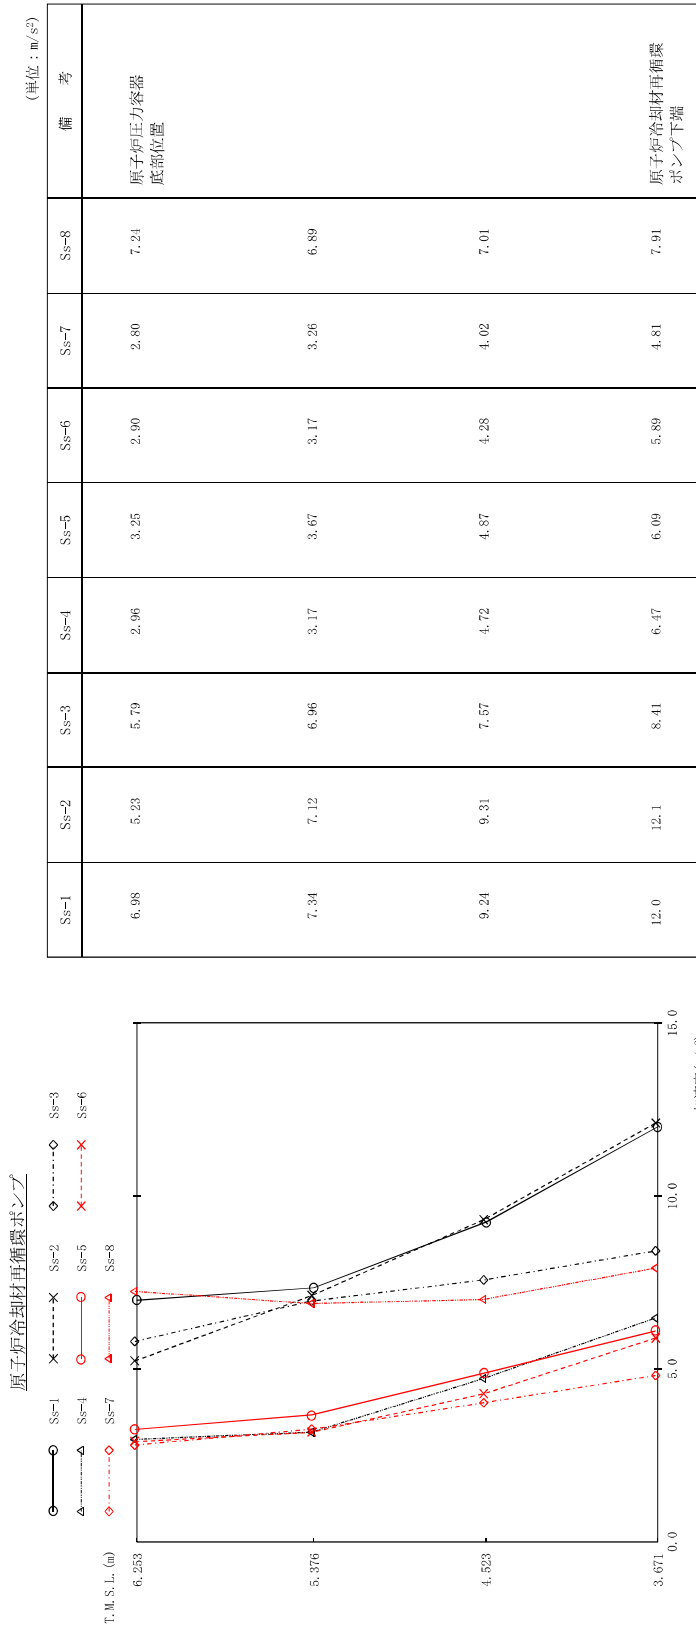 原子炉冷却材再循環ポンプ
Ss-1 Ss-2 Ss-3
Ss-4 Ss-5 Ss-6
Ss-7 Ss-8
T.M.S.L.(m)
6.253
5.376
4.523
3.671
0.0 5.0 10.0 15.0
(単位：m/s²)
Ss-1 Ss-2 Ss-3 Ss-4 Ss-5 Ss-6 Ss-7 Ss-8 備考
6.98 5.23 5.79 2.96 3.25 2.90 2.80 7.24 原子炉圧力容器
底部位置
7.34 7.12 6.96 3.17 3.67 3.17 3.26 6.89
9.24 9.31 7.57 4.72 4.87 4.28 4.02 7.01
12.0 12.1 8.41 6.47 6.09 5.89 4.81 7.91 原子炉冷却材再循環
ポンプ下端